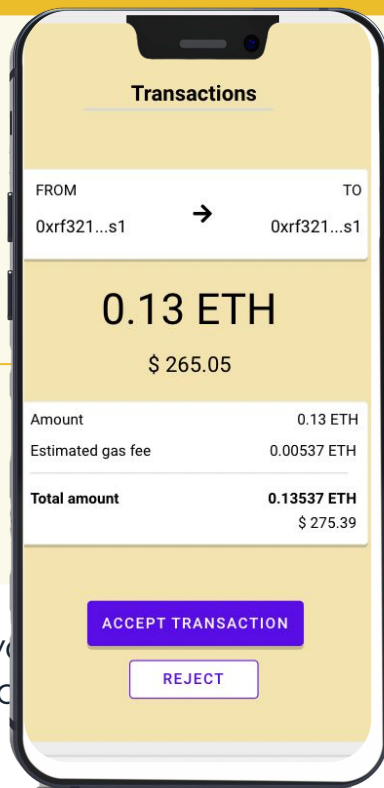 Transactions
FROM TO
0xrf321...s1 → 0xrf321...s1
0.13 ETH
$ 265.05
Amount 0.13 ETH
Estimated gas fee 0.00537 ETH
Total amount 0.13537 ETH
$ 275.39
ACCEPT TRANSACTION
REJECT